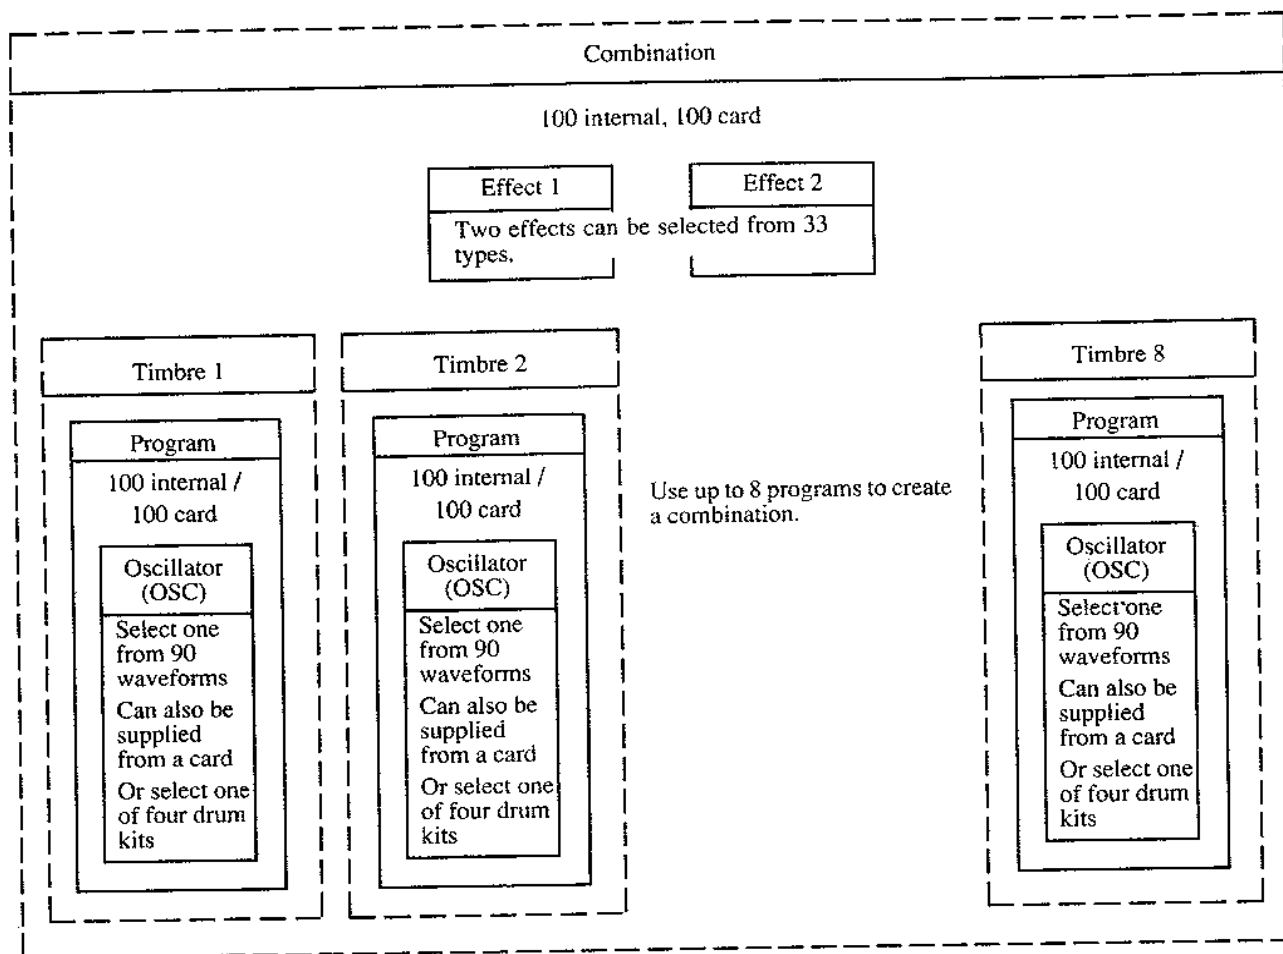 Combination
100 internal, 100 card
Effect 1
Effect 2
Two effects can be selected from 33
types.
Timbre 1
Program
100 internal /
100 card
Oscillator
(OSC)
Select one
from 90
waveforms
Can also be
supplied
from a card
Or select one
of four drum
kits
Timbre 2
Program
100 internal /
100 card
Oscillator
(OSC)
Select one
from 90
waveforms
Can also be
supplied
from a card
Or select one
of four drum
kits
Use up to 8 programs to create
a combination.
Timbre 8
Program
100 internal /
100 card
Oscillator
(OSC)
Select one
from 90
waveforms
Can also be
supplied
from a card
Or select one
of four drum
kits